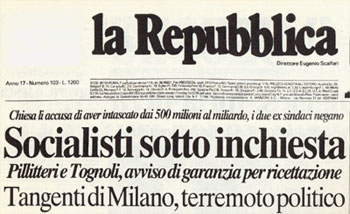 la Repubblica
Direttore Eugenio Scalfari
Anno 17 - Numero 103 - L. 1200
Chiesa li accusa di aver intascato dai 500 milioni al miliardo, i due ex sindaci negano
Socialisti sotto inchiesta
Pillitteri e Tognoli, avviso di garanzia per ricettazione
Tangenti di Milano, terremoto politico